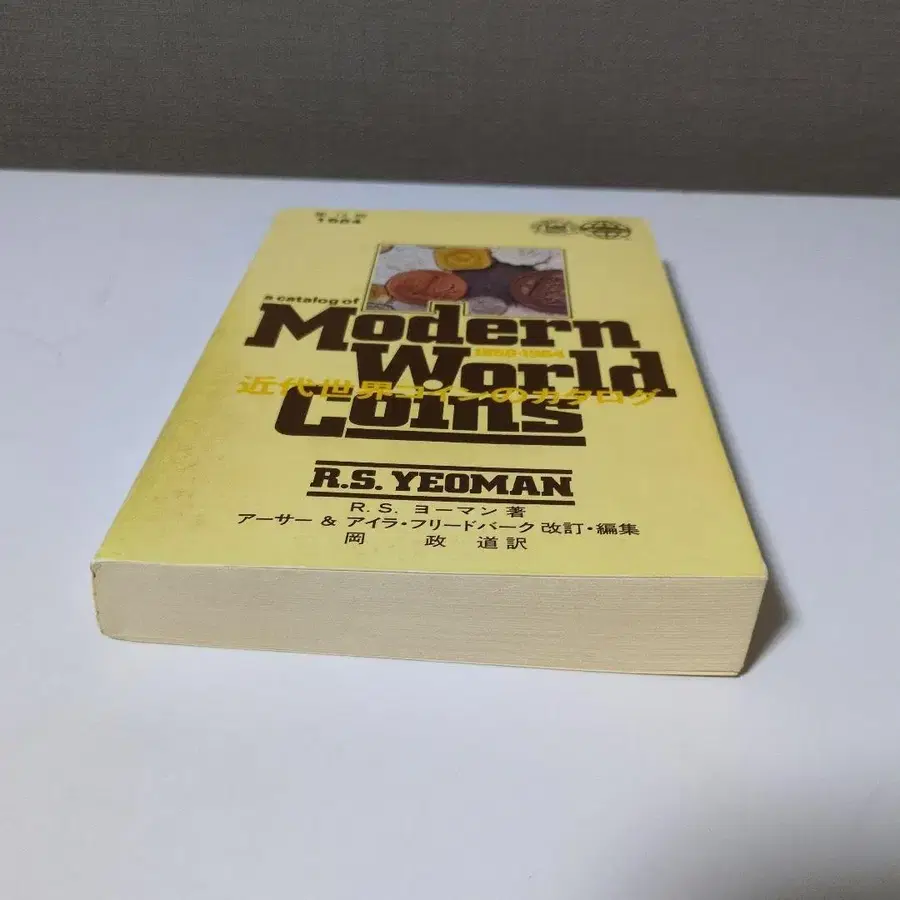 1984
a catalog of
Modern
1850-1964
World
近代世界コインのカタログ
Coins
R.S. YEOMAN
R.S. ヨーマン 著
アーサー & アイラ・フリードバーク 改訂・編集
岡 政道 訳